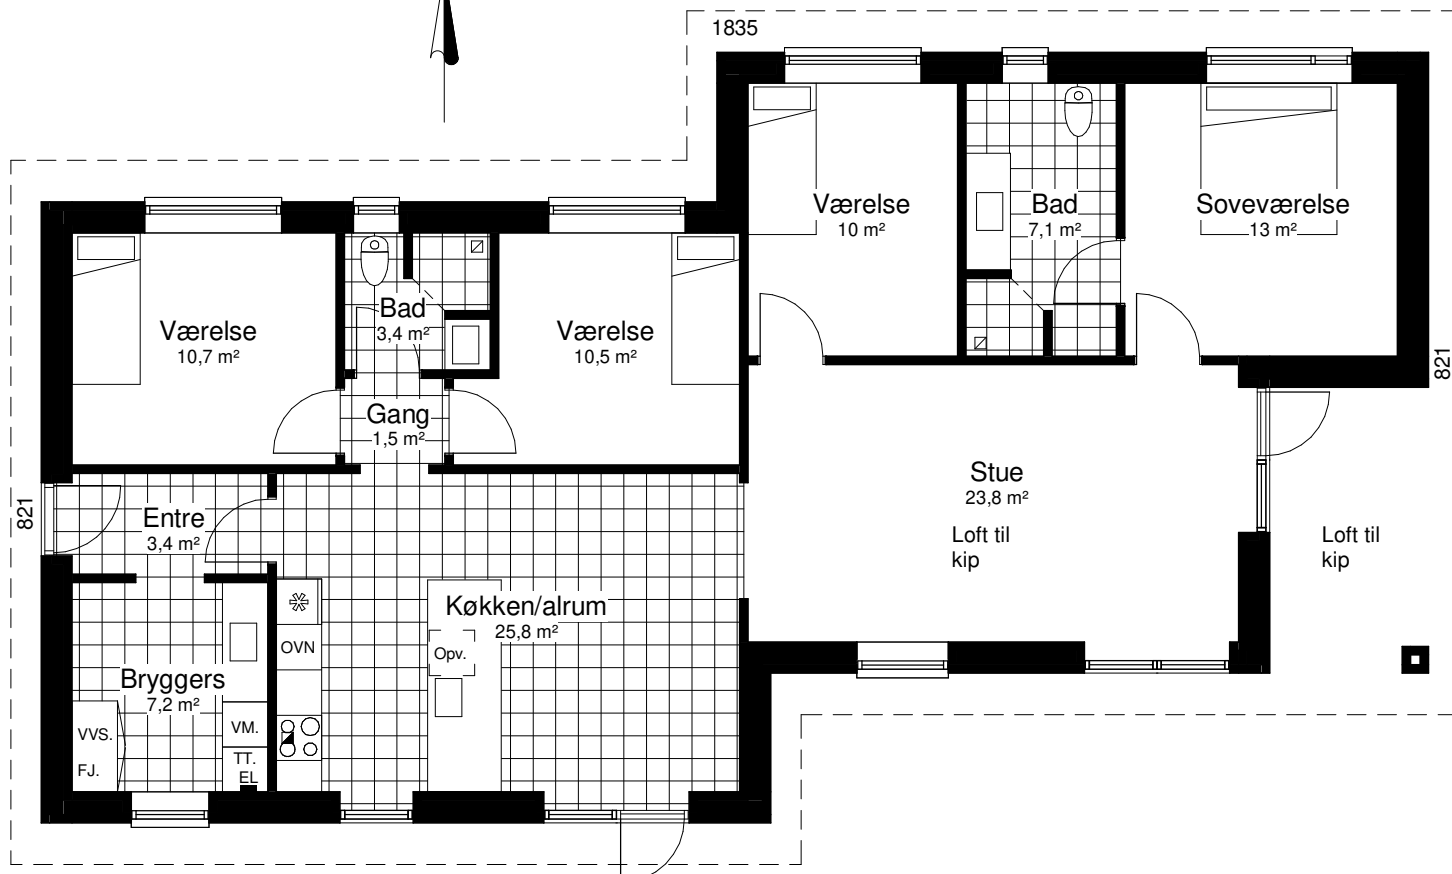 1835
Værelse
10 m²
Bad
7,1 m²
Soveværelse
13 m²
Værelse
10,7 m²
Bad
3,4 m²
Værelse
10,5 m²
821
Gang
1,5 m²
Stue
23,8 m²
Loft til
kip
Loft til
kip
821
Entre
3,4 m²
Køkken/alrum
25,8 m²
OVN
Opv.
Bryggers
7,2 m²
VVS.
FJ.
VM.
TT.
EL